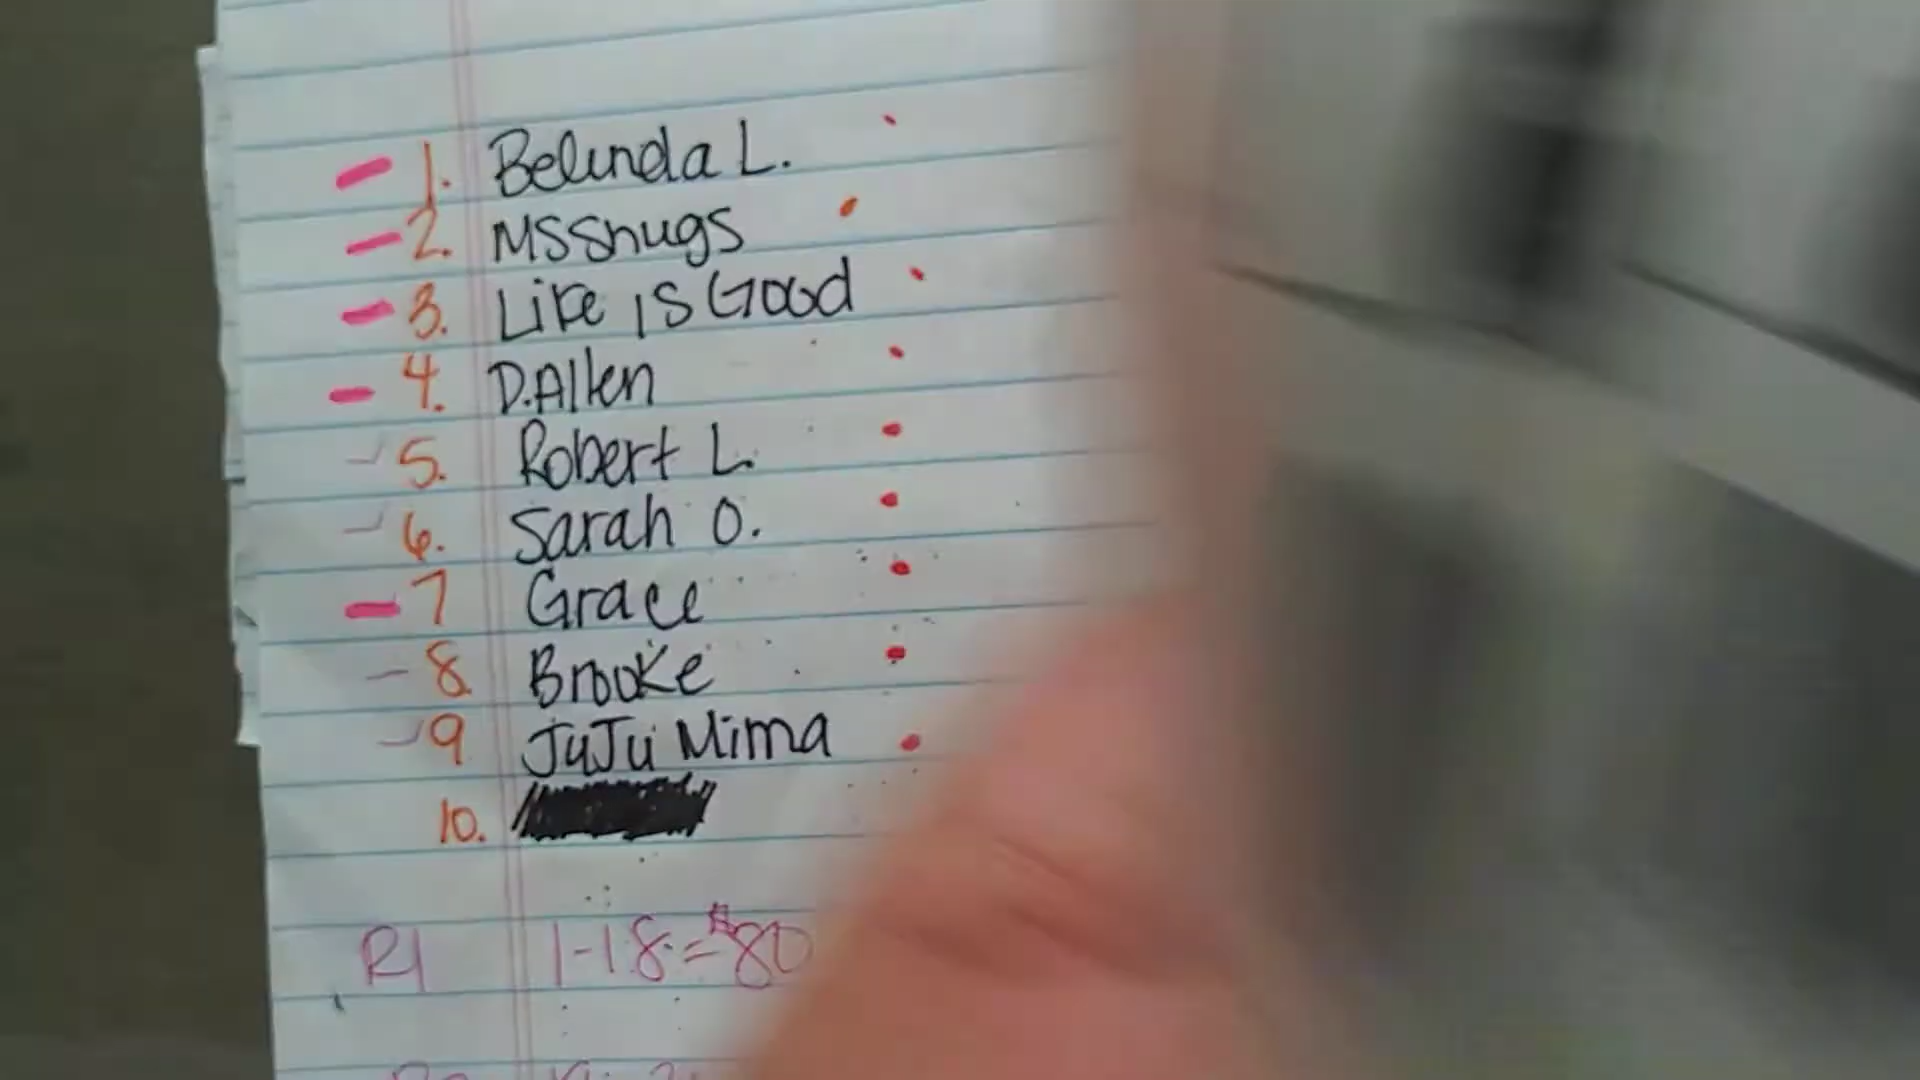 1. Belinda L.
2. MSSnugs
3. Life is Good
4. D.Allen
5. Robert L.
6. Sarah O.
7 Grace
8. Brooke
9 JuJu Mima
10.
R1 1-18=$80